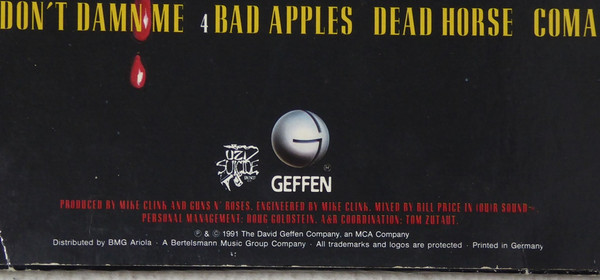 DON'T DAMN ME 4 BAD APPLES DEAD HORSE COMA
UZI
SUICIDE
GEFFEN
PRODUCED BY MIKE CLINK AND GUNS N' ROSES. ENGINEERED BY MIKE CLINK. MIXED BY BILL PRICE IN (QUIR SOUND~
PERSONAL MANAGEMENT: DOUG GOLDSTEIN. A&R COORDINATION: TOM ZUTAUT.
℗ & © 1991 The David Geffen Company, an MCA Company
Distributed by BMG Ariola · A Bertelsmann Music Group Company · All trademarks and logos are protected · Printed in Germany